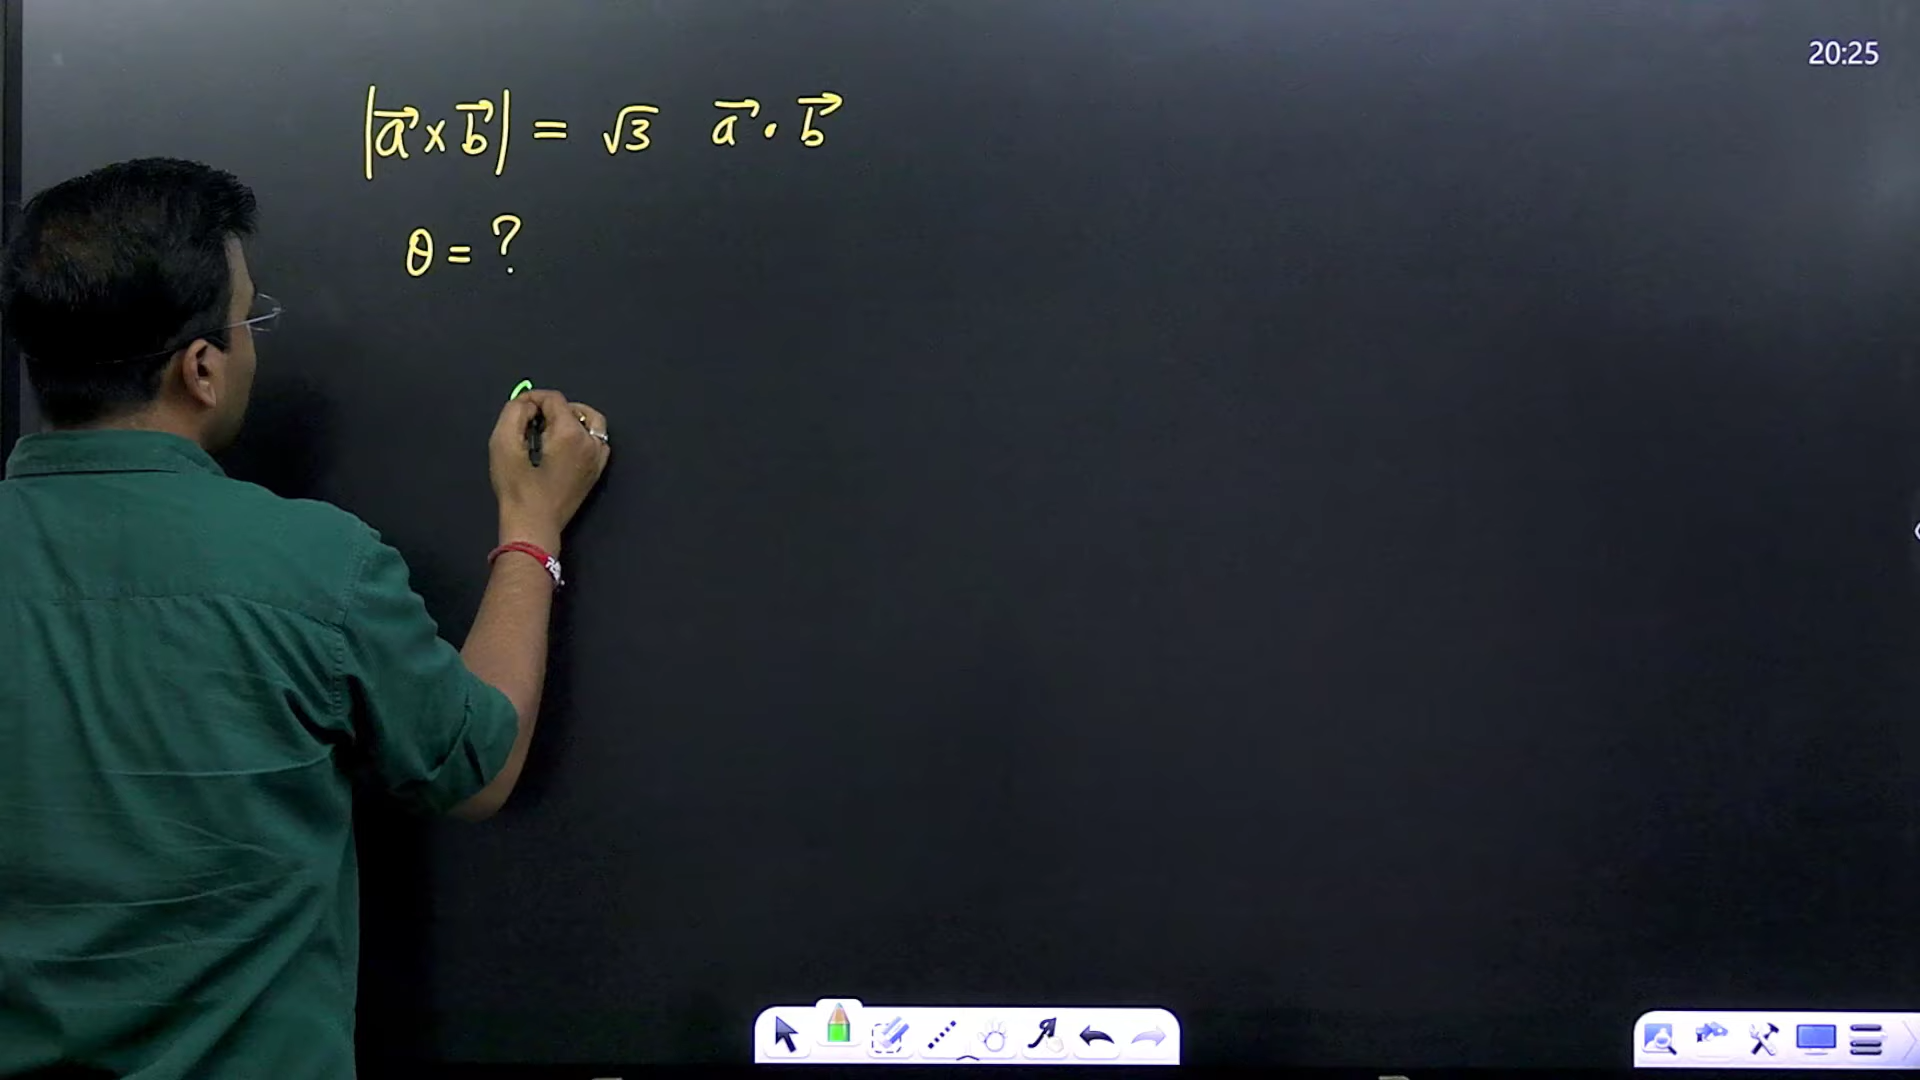 20:25
|a⃗ × b⃗| = √3 a⃗ · b⃗
θ = ?